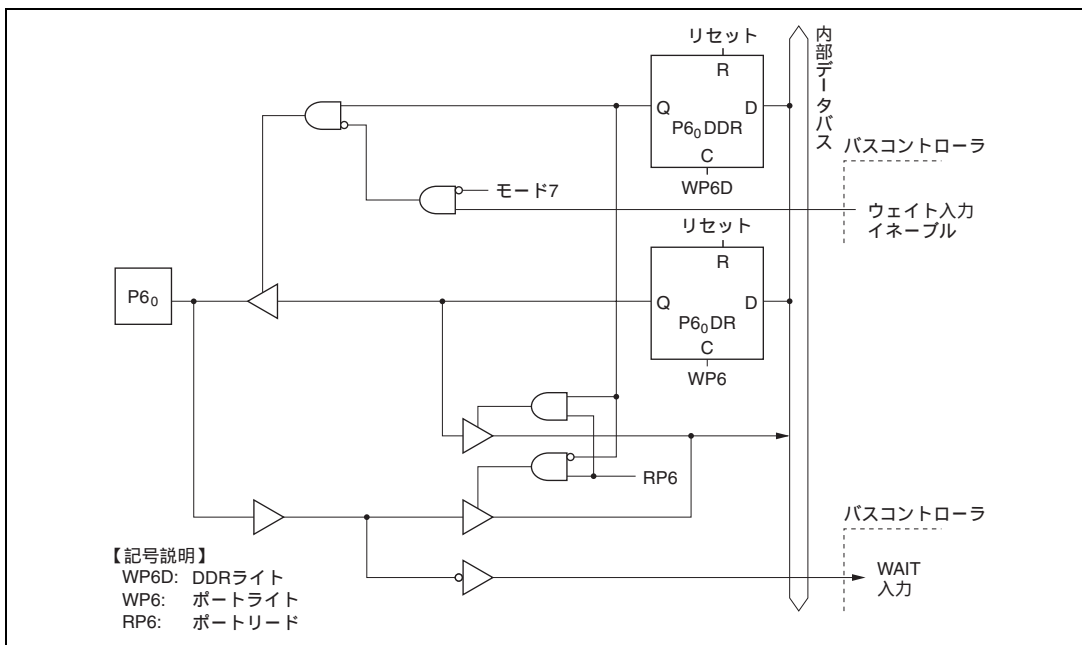 リセット
R
Q
D
P6₀DDR
C
WP6D
内部データバス
バスコントローラ
ウェイト入力
イネーブル
モード7
リセット
R
Q
D
P6₀DR
C
WP6
P6₀
RP6
バスコントローラ
WAIT
入力
【記号説明】
WP6D: DDRライト
WP6: ポートライト
RP6: ポートリード